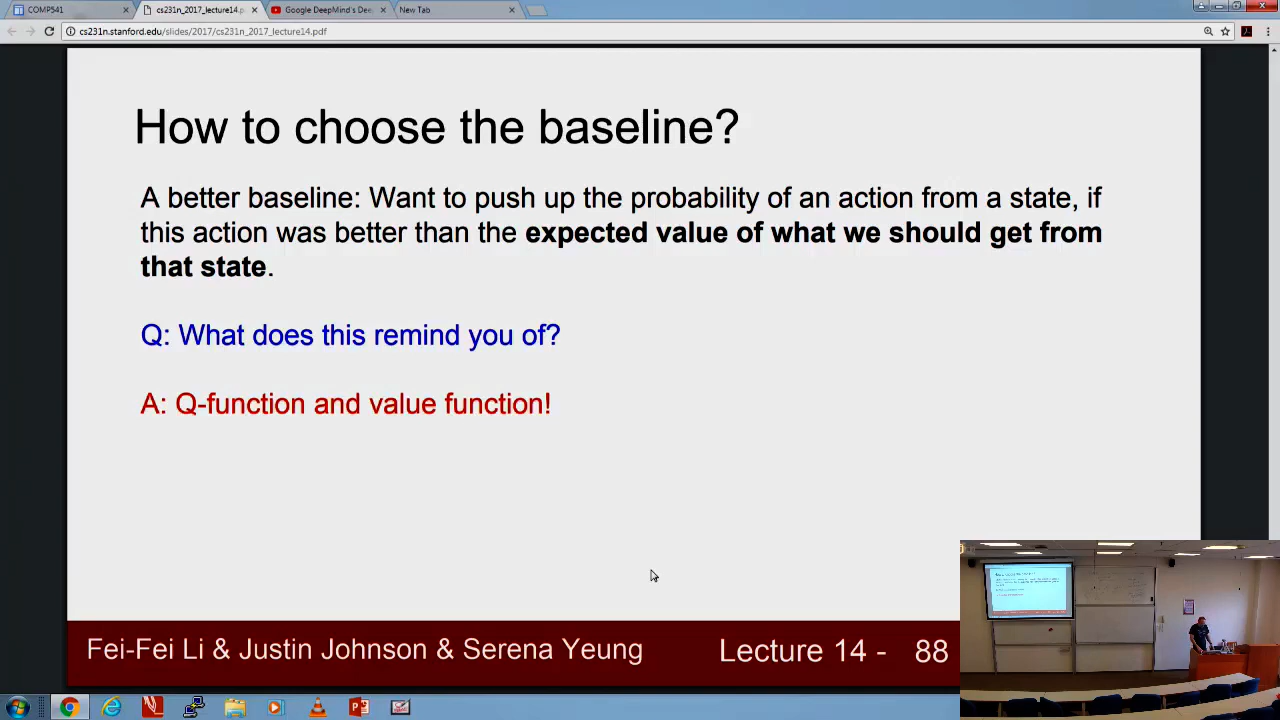 COMP541
cs231n_2017_lecture14.p
Google DeepMind's Dee
New Tab
cs231n.stanford.edu/slides/2017/cs231n_2017_lecture14.pdf
How to choose the baseline?
A better baseline: Want to push up the probability of an action from a state, if
this action was better than the expected value of what we should get from
that state.
Q: What does this remind you of?
A: Q-function and value function!
Fei-Fei Li & Justin Johnson & Serena Yeung
Lecture 14 - 88